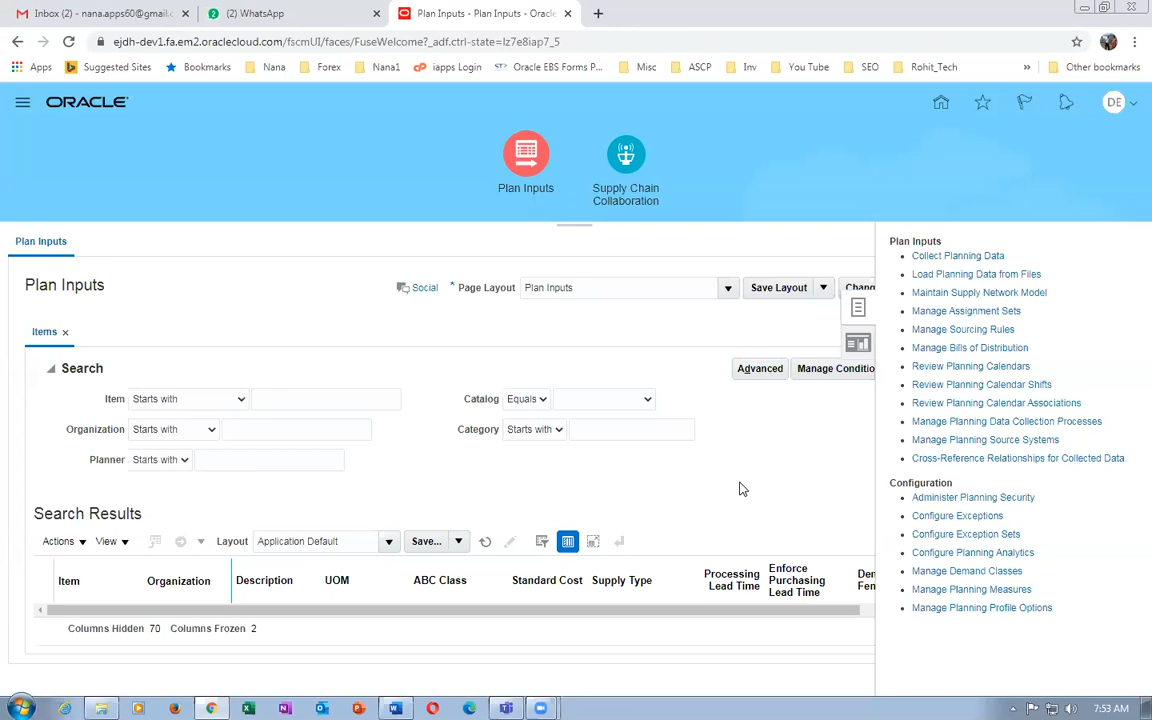 Inbox (2) - nana.apps60@gmail.c
(2) WhatsApp
Plan Inputs - Plan Inputs - Oracle
ejdh-dev1.fa.em2.oraclecloud.com/fscmUI/faces/FuseWelcome?_adf.ctrl-state=lz7e8iap7_5
Apps Suggested Sites Bookmarks Nana Forex Nana1 iapps Login Oracle EBS Forms P... Misc ASCP Inv You Tube SEO Rohit_Tech » Other bookmarks
ORACLE
DE
Plan Inputs
Supply Chain
Collaboration
Plan Inputs
Plan Inputs
Social
* Page Layout Plan Inputs
Save Layout
Chang
Items
Search
Advanced
Manage Conditio
Item Starts with
Catalog Equals
Organization Starts with
Category Starts with
Planner Starts with
Search Results
Actions View Layout Application Default Save...
Item Organization Description UOM ABC Class Standard Cost Supply Type
Processing
Lead Time
Enforce
Purchasing
Lead Time
Den
Fen
Columns Hidden 70 Columns Frozen 2
Plan Inputs
Collect Planning Data
Load Planning Data from Files
Maintain Supply Network Model
Manage Assignment Sets
Manage Sourcing Rules
Manage Bills of Distribution
Review Planning Calendars
Review Planning Calendar Shifts
Review Planning Calendar Associations
Manage Planning Data Collection Processes
Manage Planning Source Systems
Cross-Reference Relationships for Collected Data
Configuration
Administer Planning Security
Configure Exceptions
Configure Exception Sets
Configure Planning Analytics
Manage Demand Classes
Manage Planning Measures
Manage Planning Profile Options
7:53 AM